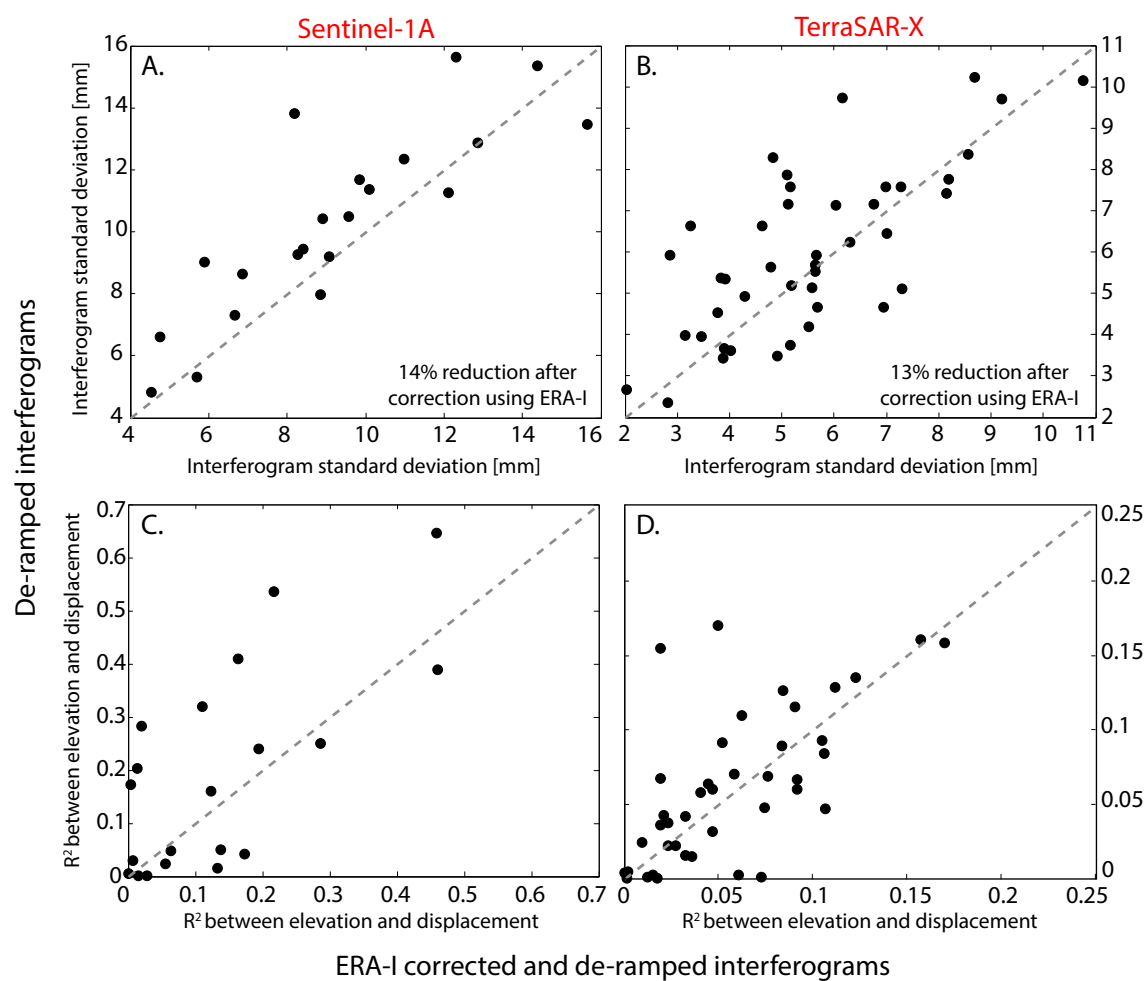 Sentinel-1A
TerraSAR-X
De-ramped interferograms
A.
Interferogram standard deviation [mm]
16
14
12
10
8
6
4
14% reduction after
correction using ERA-I
4 6 8 10 12 14 16
Interferogram standard deviation [mm]
B.
Interferogram standard deviation [mm]
11
10
9
8
7
6
5
4
3
2
13% reduction after
correction using ERA-I
2 3 4 5 6 7 8 9 10 11
Interferogram standard deviation [mm]
C.
R² between elevation and displacement
0.7
0.6
0.5
0.4
0.3
0.2
0.1
0
0 0.1 0.2 0.3 0.4 0.5 0.6 0.7
R² between elevation and displacement
D.
0.25
0.2
0.15
0.1
0.05
0
0 0.05 0.1 0.15 0.2 0.25
R² between elevation and displacement
ERA-I corrected and de-ramped interferograms